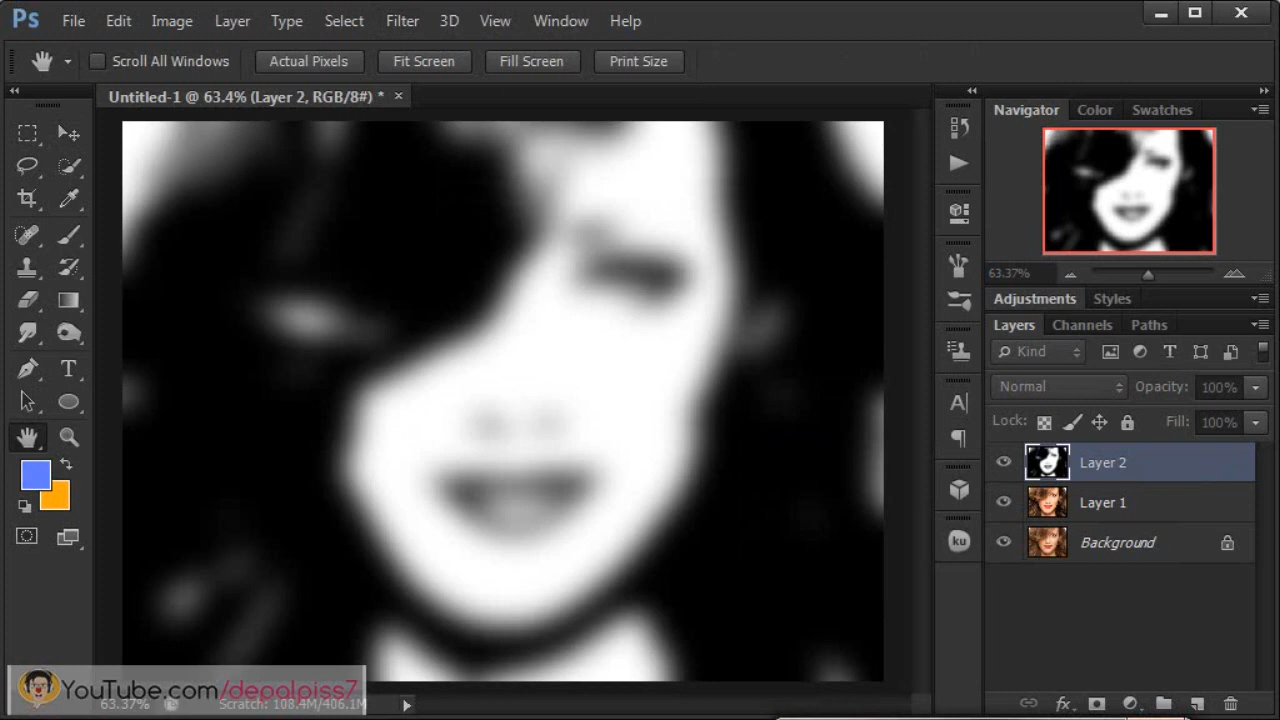 Ps File Edit Image Layer Type Select Filter 3D View Window Help
Scroll All Windows Actual Pixels Fit Screen Fill Screen Print Size
Untitled-1 @ 63.4% (Layer 2, RGB/8#) * ×
Navigator Color Swatches
63.37%
Adjustments Styles
Layers Channels Paths
Kind
Normal Opacity: 100%
Lock: Fill: 100%
Layer 2
Layer 1
Background
ku
YouTube.com/depalpiss7
63.37% Scratch: 108.4M/406.1M